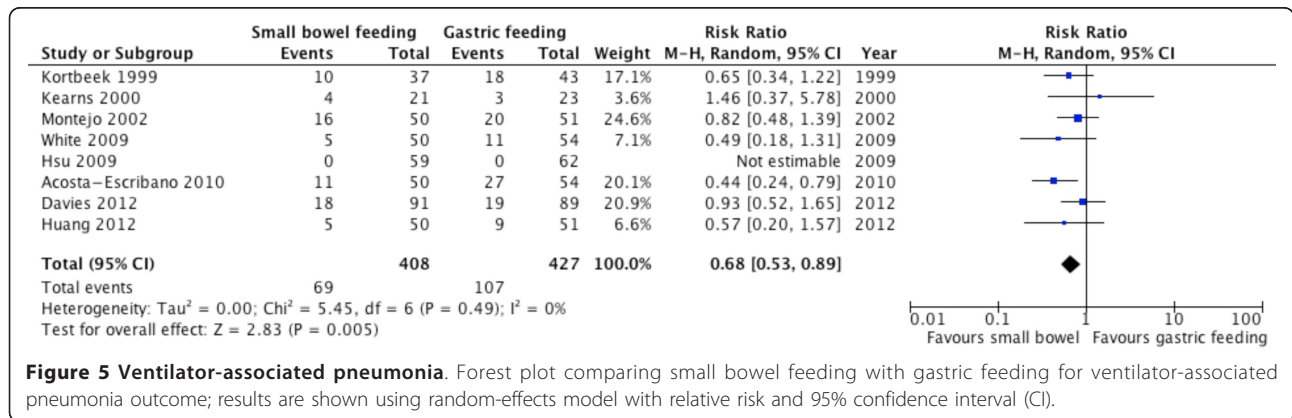 Small bowel feeding Gastric feeding Risk Ratio Risk Ratio
Study or Subgroup Events Total Events Total Weight M-H, Random, 95% CI Year M-H, Random, 95% CI
Kortbeek 1999 10 37 18 43 17.1% 0.65 [0.34, 1.22] 1999
Kearns 2000 4 21 3 23 3.6% 1.46 [0.37, 5.78] 2000
Montejo 2002 16 50 20 51 24.6% 0.82 [0.48, 1.39] 2002
White 2009 5 50 11 54 7.1% 0.49 [0.18, 1.31] 2009
Hsu 2009 0 59 0 62 Not estimable 2009
Acosta-Escribano 2010 11 50 27 54 20.1% 0.44 [0.24, 0.79] 2010
Davies 2012 18 91 19 89 20.9% 0.93 [0.52, 1.65] 2012
Huang 2012 5 50 9 51 6.6% 0.57 [0.20, 1.57] 2012
Total (95% CI) 408 427 100.0% 0.68 [0.53, 0.89]
Total events 69 107
Heterogeneity: Tau² = 0.00; Chi² = 5.45, df = 6 (P = 0.49); I² = 0%
Test for overall effect: Z = 2.83 (P = 0.005)
0.01 0.1 1 10 100
Favours small bowel Favours gastric feeding
Figure 5 Ventilator-associated pneumonia. Forest plot comparing small bowel feeding with gastric feeding for ventilator-associated
pneumonia outcome; results are shown using random-effects model with relative risk and 95% confidence interval (CI).